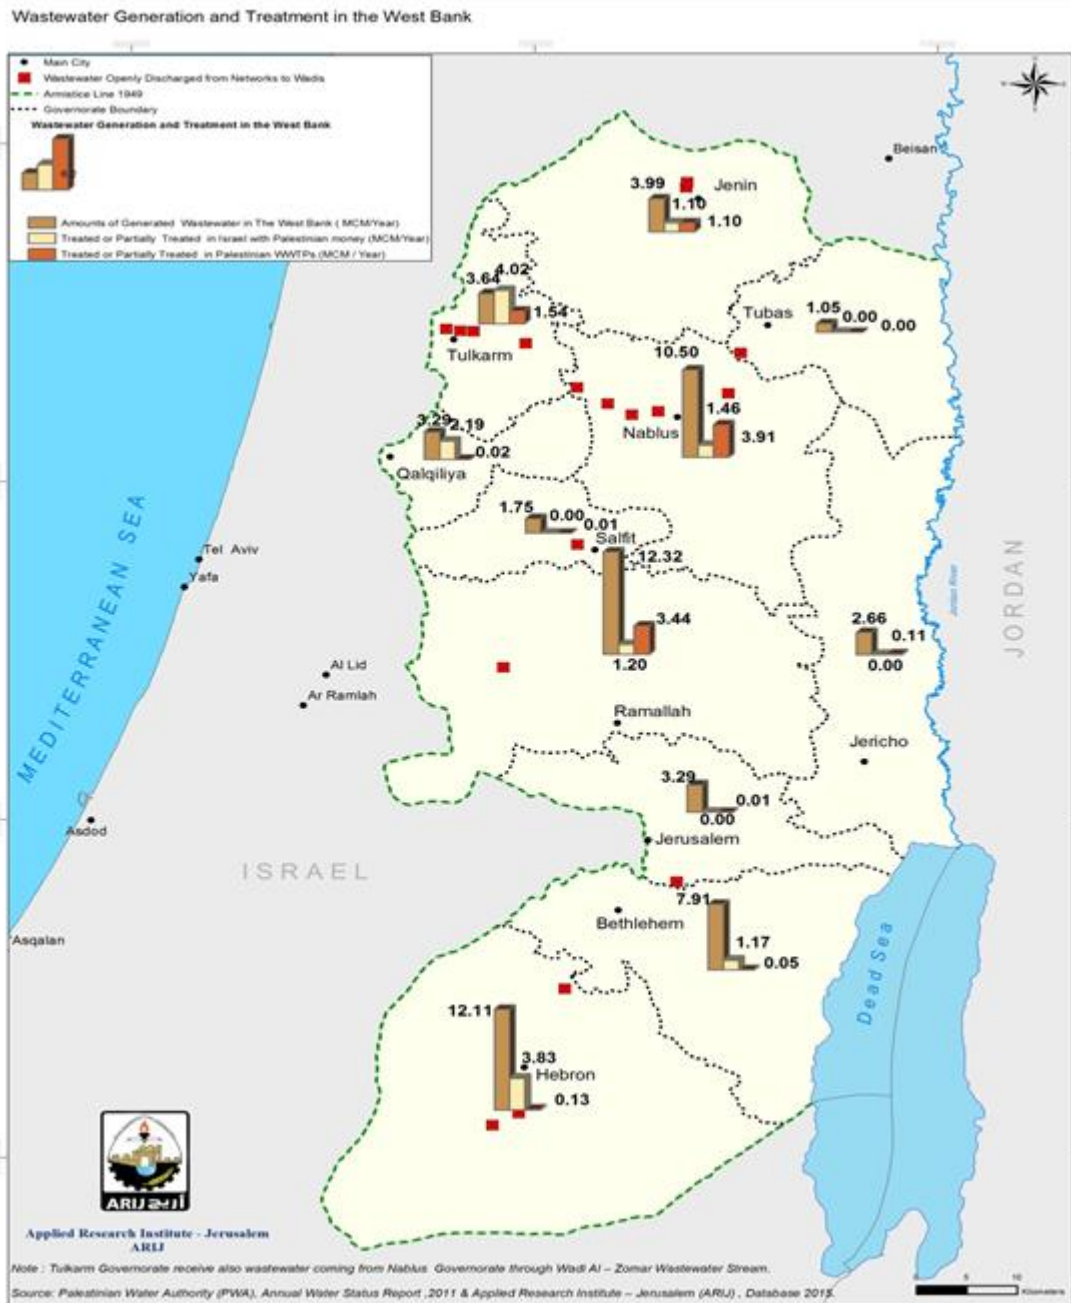 Wastewater Generation and Treatment in the West Bank
Main City
Wastewater Openly Discharged from Networks to Wadis
Armistice Line 1949
Governorate Boundary
Wastewater Generation and Treatment in the West Bank
Amounts of Generated Wastewater in The West Bank ( MCM/Year)
Treated or Partially Treated in Israel with Palestinian money (MCM/Year)
Treated or Partially Treated in Palestinian WWTPs (MCM / Year)
Beisan
3.99
1.10
1.10
Jenin
3.64
4.02
1.54
Tulkarm
Tubas
1.05
0.00
0.00
10.50
1.46
3.91
Nablus
3.29
2.19
0.02
Qalqiliya
1.75
0.00
0.01
Salfit
12.32
3.44
1.20
Tel Aviv
Yafa
MEDITERRANEAN SEA
Jordan River
JORDAN
2.66
0.11
0.00
Al Lid
Ar Ramlah
Ramallah
Jericho
3.29
0.01
0.00
Asdod
Jerusalem
ISRAEL
7.91
1.17
0.05
Bethlehem
'Asqalan
Dead Sea
12.11
3.83
Hebron
0.13
ARIJ أريج
Applied Research Institute - Jerusalem
ARIJ
0 5 10
Kilometers
Note : Tulkarm Governorate receive also wastewater coming from Nablus Governorate through Wadi Al – Zomar Wastewater Stream.
Source: Palestinian Water Authority (PWA), Annual Water Status Report ,2011 & Applied Research Institute – Jerusalem (ARIJ) , Database 2015.